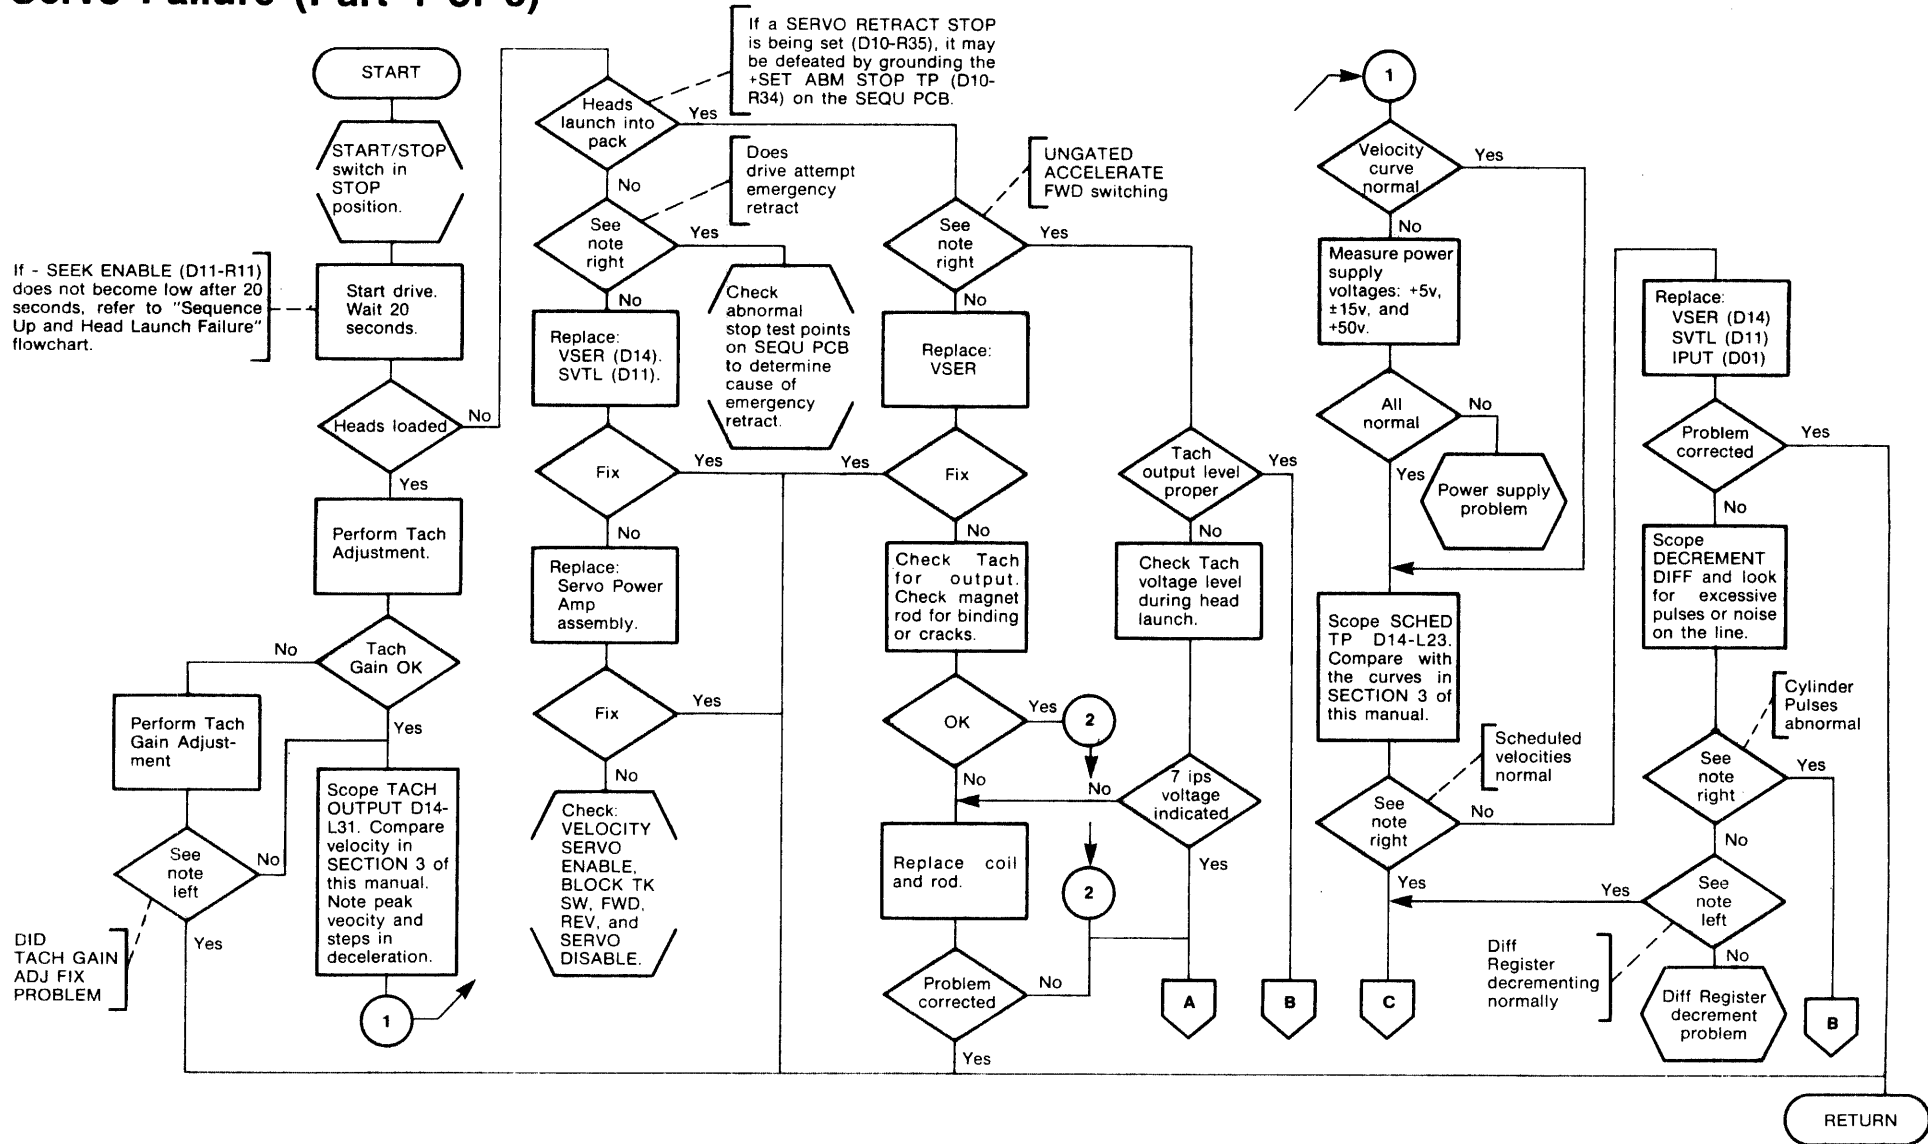 Servo Failure (Part 1 of 3)
START
START/STOP
switch in
STOP
position.
If - SEEK ENABLE (D11-R11)
does not become low after 20
seconds, refer to "Sequence
Up and Head Launch Failure"
flowchart.
Start drive.
Wait 20
seconds.
Heads loaded
No
Yes
Perform Tach
Adjustment.
Tach
Gain OK
No
Yes
Perform Tach
Gain Adjust-
ment
See
note
left
No
Yes
DID
TACH GAIN
ADJ FIX
PROBLEM
Scope TACH
OUTPUT D14-
L31. Compare
velocity in
SECTION 3 of
this manual.
Note peak
veocity and
steps in
deceleration.
1
If a SERVO RETRACT STOP
is being set (D10-R35), it may
be defeated by grounding the
+SET ABM STOP TP (D10-
R34) on the SEQU PCB.
Heads
launch into
pack
Yes
No
Does
drive attempt
emergency
retract
See
note
right
Yes
No
Check
abnormal
stop test points
on SEQU PCB
to determine
cause of
emergency
retract.
Replace:
VSER (D14).
SVTL (D11).
Fix
Yes
No
Replace:
Servo Power
Amp
assembly.
Fix
Yes
No
Check:
VELOCITY
SERVO
ENABLE,
BLOCK TK
SW, FWD,
REV, and
SERVO
DISABLE.
UNGATED
ACCELERATE
FWD switching
See
note
right
Yes
No
Replace:
VSER
Fix
Yes
No
Check Tach
for output.
Check magnet
rod for binding
or cracks.
OK
Yes
2
No
Replace coil
and rod.
Problem
corrected
No
Yes
Tach
output level
proper
Yes
No
Check Tach
voltage level
during head
launch.
7 ips
voltage
indicated
No
Yes
2
A
B
1
Velocity
curve
normal
Yes
No
Measure power
supply
voltages: +5v,
±15v, and
+50v.
All
normal
No
Yes
Power supply
problem
Scope SCHED
TP D14-L23.
Compare with
the curves in
SECTION 3 of
this manual.
Scheduled
velocities
normal
See
note
right
No
Yes
C
Replace:
VSER (D14)
SVTL (D11)
IPUT (D01)
Problem
corrected
Yes
No
Scope
DECREMENT
DIFF and look
for excessive
pulses or noise
on the line.
Cylinder
Pulses
abnormal
See
note
right
Yes
No
See
note
left
Yes
No
Diff
Register
decrementing
normally
Diff Register
decrement
problem
B
RETURN